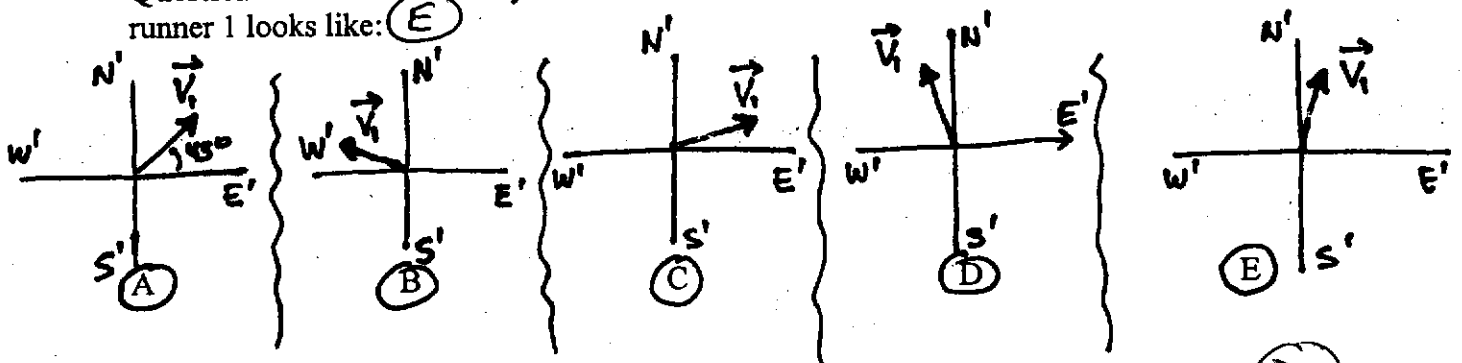 runner 1 looks like: E
N' V₁ 45° W' E' S' A
N' V₁ W' E' S' B
N' V₁ W' E' S' C
V₁ N' E' W' S' D
N' V₁ W' E' S' E